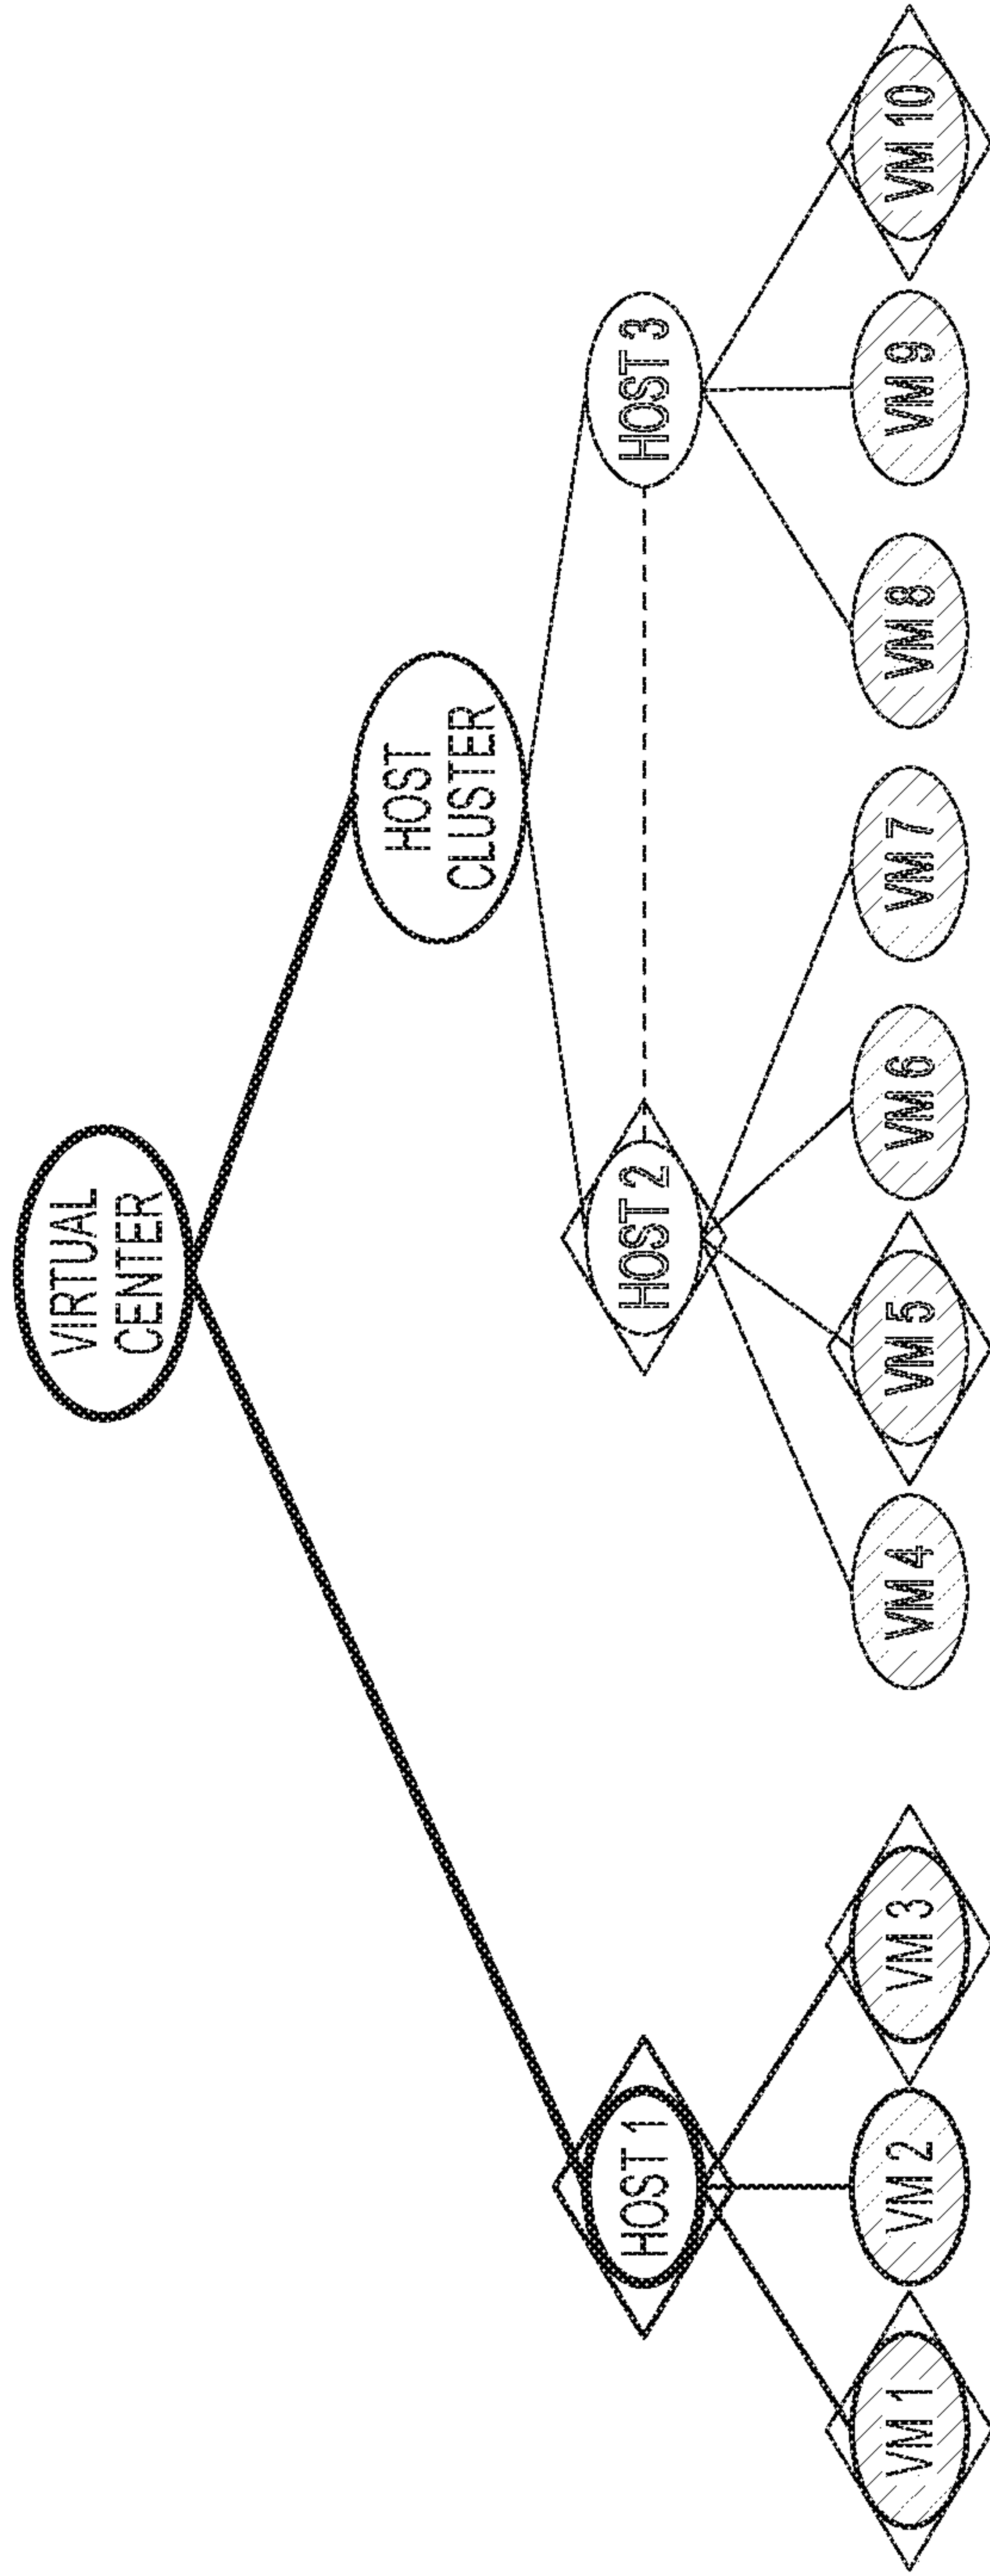 VIRTUAL
CENTER
HOST
CLUSTER
HOST 1
HOST 2
HOST 3
VM 1
VM 2
VM 3
VM 4
VM 5
VM 6
VM 7
VM 8
VM 9
VM 10